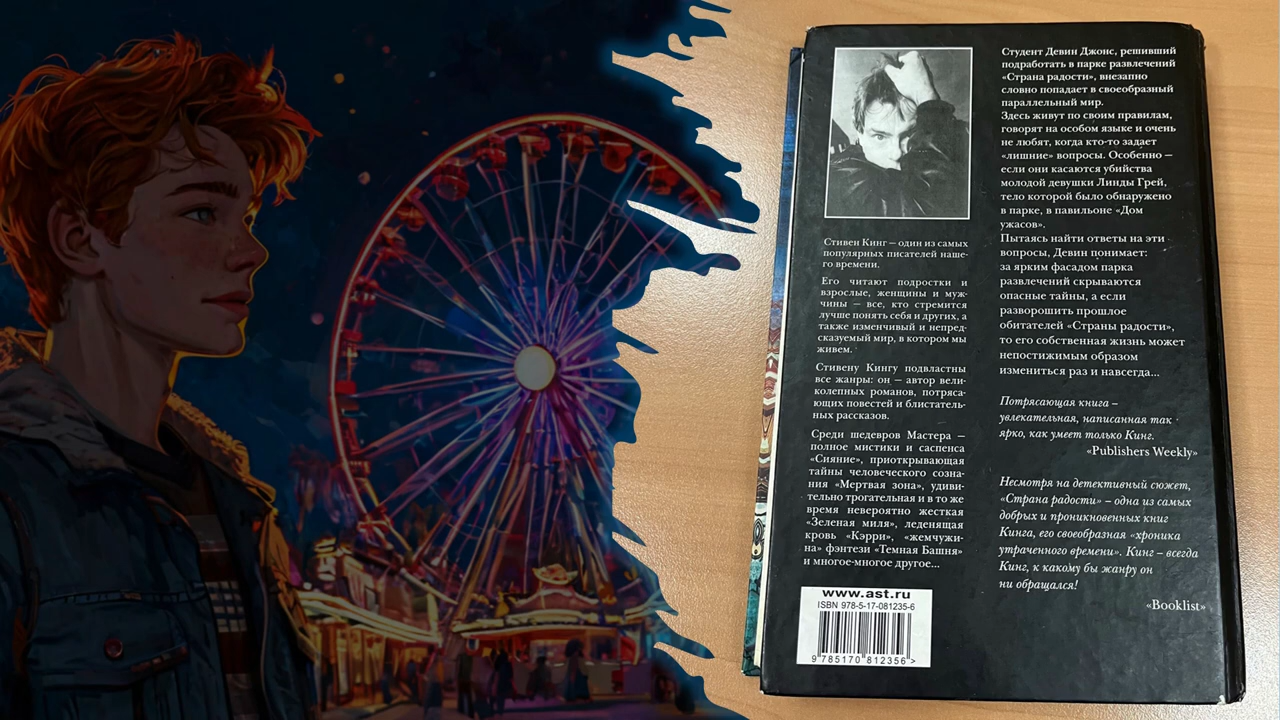 Стивен Кинг — один из самых
популярных писателей наше-
го времени.
Его читают подростки и
взрослые, женщины и муж-
чины — все, кто стремится
лучше понять себя и других, а
также изменчивый и непред-
сказуемый мир, в котором мы
живем.
Стивену Кингу подвластны
все жанры: он — автор вели-
колепных романов, потряса-
ющих повестей и блистатель-
ных рассказов.
Среди шедевров Мастера —
полное мистики и саспенса
«Сияние», приоткрывающая
тайны человеческого созна-
ния «Мертвая зона», удиви-
тельно трогательная и в то же
время невероятно жесткая
«Зеленая миля», леденящая
кровь «Кэрри», «жемчужи-
на» фэнтези «Темная Башня»
и многое-многое другое...
www.ast.ru
ISBN 978-5-17-081235-6
9 785170 812356 >
Студент Девин Джонс, решивший
подработать в парке развлечений
«Страна радости», внезапно
словно попадает в своеобразный
параллельный мир.
Здесь живут по своим правилам,
говорят на особом языке и очень
не любят, когда кто-то задает
«лишние» вопросы. Особенно —
если они касаются убийства
молодой девушки Линды Грей,
тело которой было обнаружено
в парке, в павильоне «Дом
ужасов».
Пытаясь найти ответы на эти
вопросы, Девин понимает:
за ярким фасадом парка
развлечений скрываются
опасные тайны, а если
разворошить прошлое
обитателей «Страны радости»,
то его собственная жизнь может
непостижимым образом
измениться раз и навсегда...
Потрясающая книга –
увлекательная, написанная так
ярко, как умеет только Кинг.
«Publishers Weekly»
Несмотря на детективный сюжет,
«Страна радости» – одна из самых
добрых и проникновенных книг
Кинга, его своеобразная «хроника
утраченного времени». Кинг – всегда
Кинг, к какому бы жанру он
ни обращался!
«Booklist»